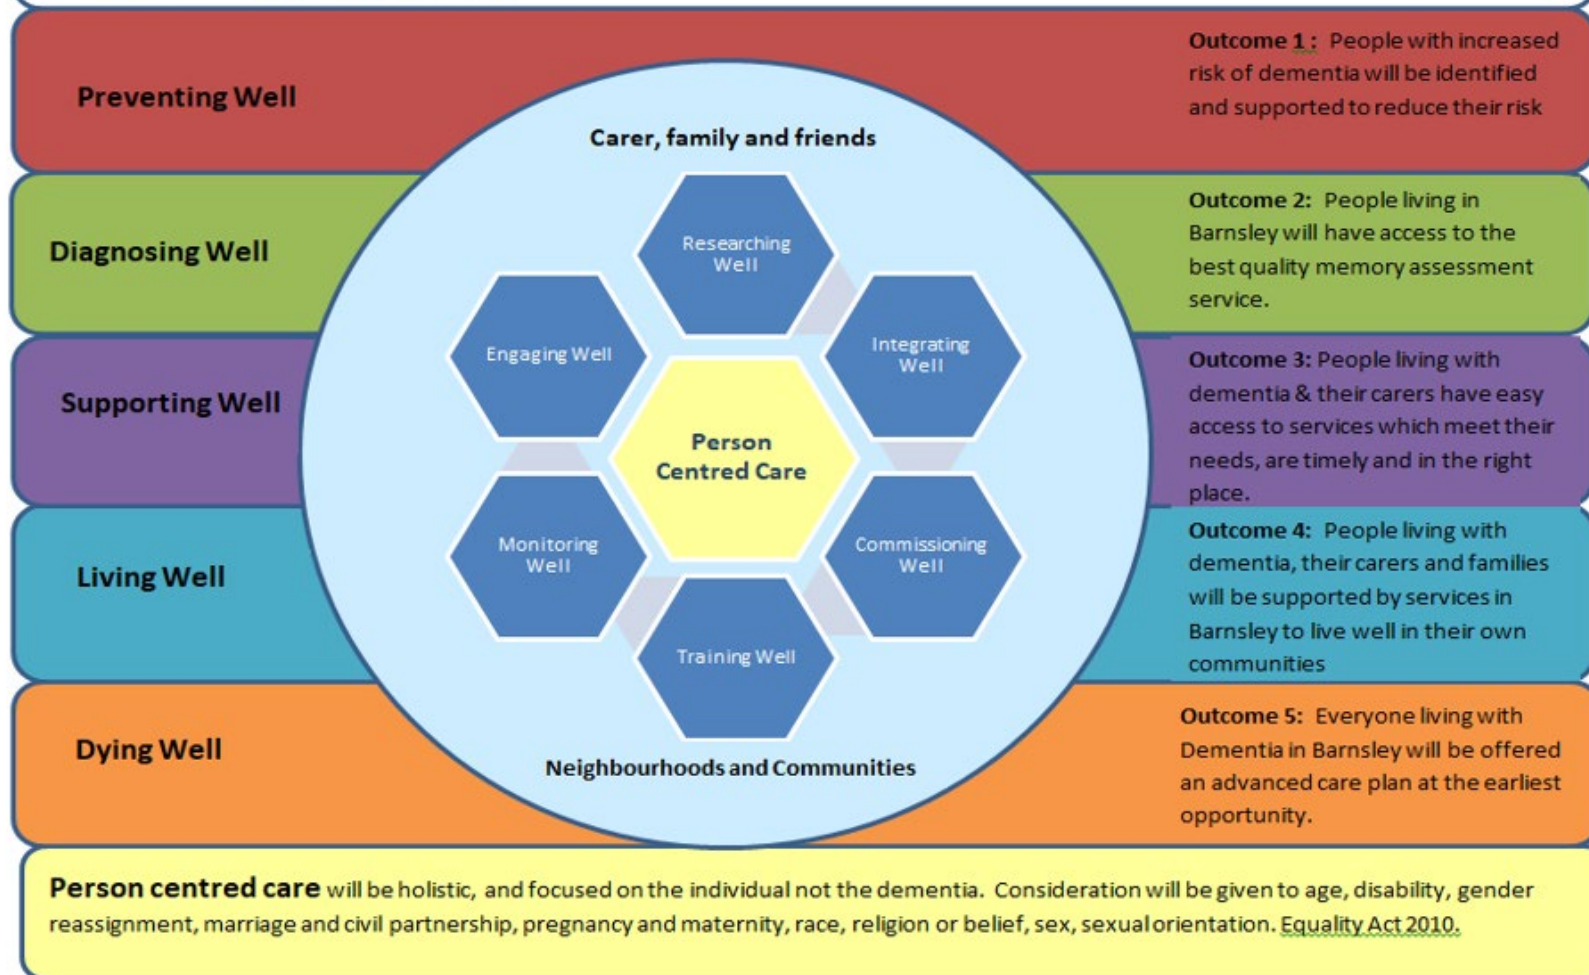 Preventing Well
Outcome 1 : People with increased
risk of dementia will be identified
and supported to reduce their risk
Diagnosing Well
Outcome 2: People living in
Barnsley will have access to the
best quality memory assessment
service.
Supporting Well
Outcome 3: People living with
dementia & their carers have easy
access to services which meet their
needs, are timely and in the right
place.
Living Well
Outcome 4: People living with
dementia, their carers and families
will be supported by services in
Barnsley to live well in their own
communities
Dying Well
Outcome 5: Everyone living with
Dementia in Barnsley will be offered
an advanced care plan at the earliest
opportunity.
Carer, family and friends
Researching
Well
Integrating
Well
Commissioning
Well
Training Well
Monitoring
Well
Engaging Well
Person
Centred Care
Neighbourhoods and Communities
Person centred care will be holistic, and focused on the individual not the dementia. Consideration will be given to age, disability, gender
reassignment, marriage and civil partnership, pregnancy and maternity, race, religion or belief, sex, sexual orientation. Equality Act 2010.